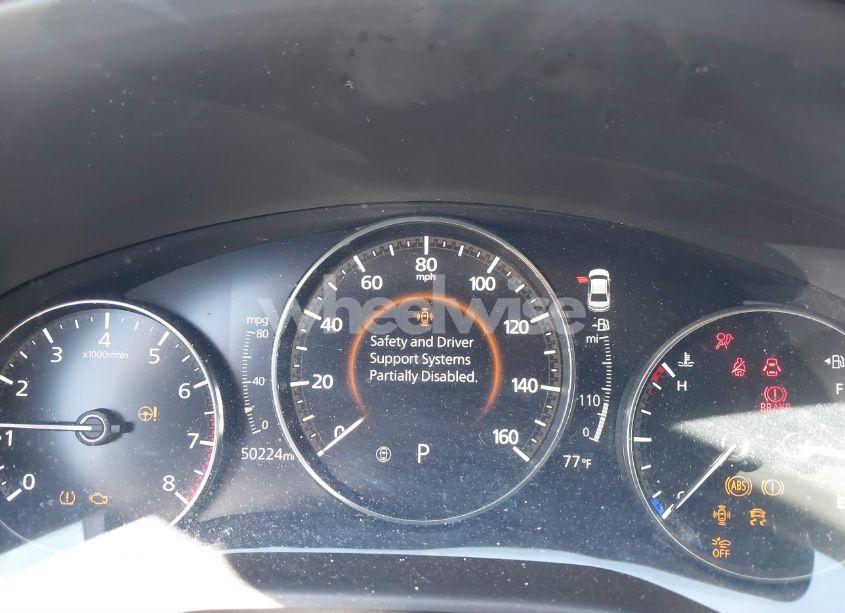 wheelwise
80
mph
60
100
40
120
20
140
0
160
Safety and Driver
Support Systems
Partially Disabled.
P
mpg
80
40
0
50224mi
mi
110
0
77°F
0
1
2
3
4
5
6
7
8
x1000r/min
H
F
BRAKE
ABS
OFF